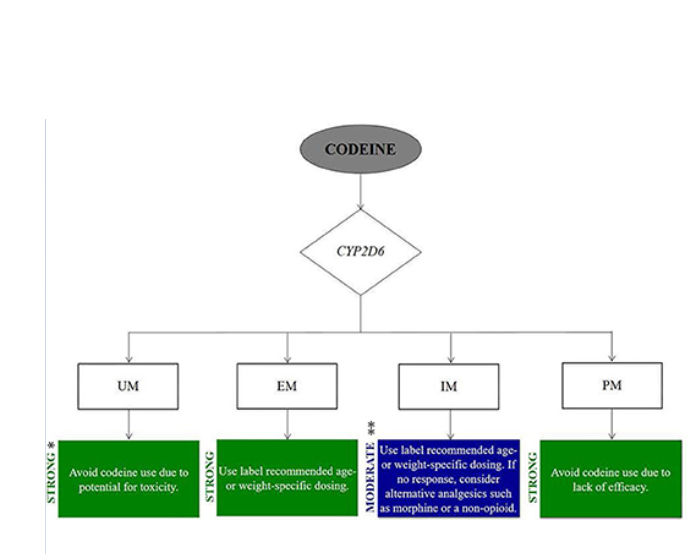 CODEINE
CYP2D6
UM
EM
IM
PM
STRONG *
Avoid codeine use due to
potential for toxicity.
STRONG
Use label recommended age-
or weight-specific dosing.
MODERATE **
Use label recommended age-
or weight-specific dosing. If
no response, consider
alternative analgesics such
as morphine or a non-opioid.
STRONG
Avoid codeine use due to
lack of efficacy.